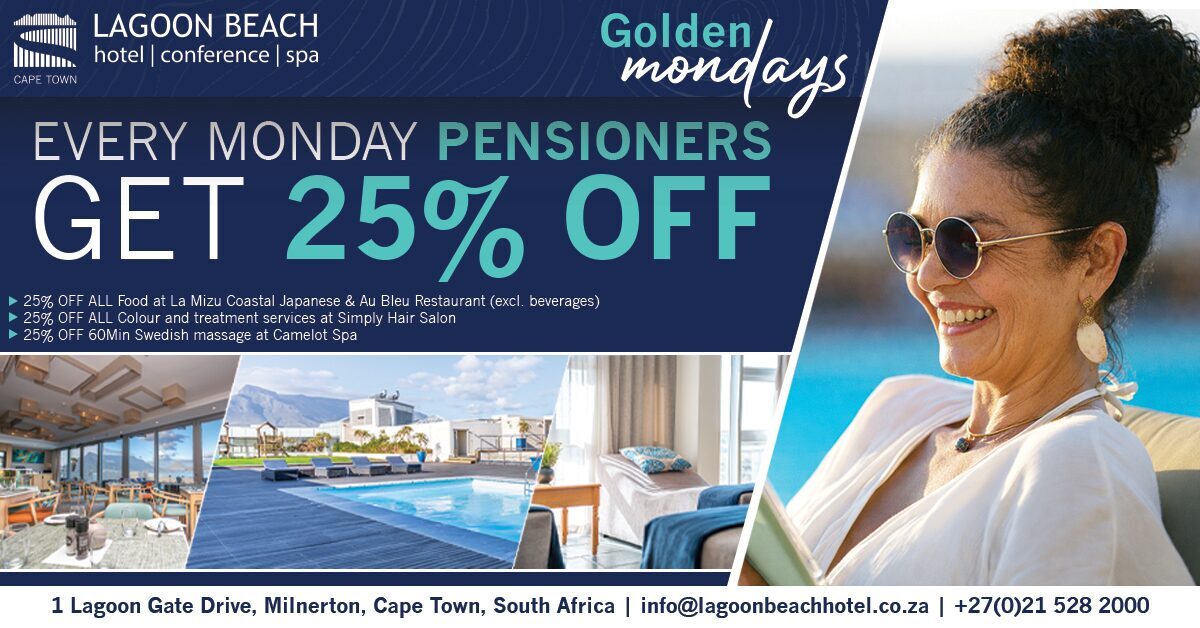 LAGOON BEACH
hotel | conference | spa
CAPE TOWN
Golden
mondays
EVERY MONDAY PENSIONERS
GET 25% OFF
25% OFF ALL Food at La Mizu Coastal Japanese & Au Bleu Restaurant (excl. beverages)
25% OFF ALL Colour and treatment services at Simply Hair Salon
25% OFF 60Min Swedish massage at Camelot Spa
1 Lagoon Gate Drive, Milnerton, Cape Town, South Africa | info@lagoonbeachhotel.co.za | +27(0)21 528 2000